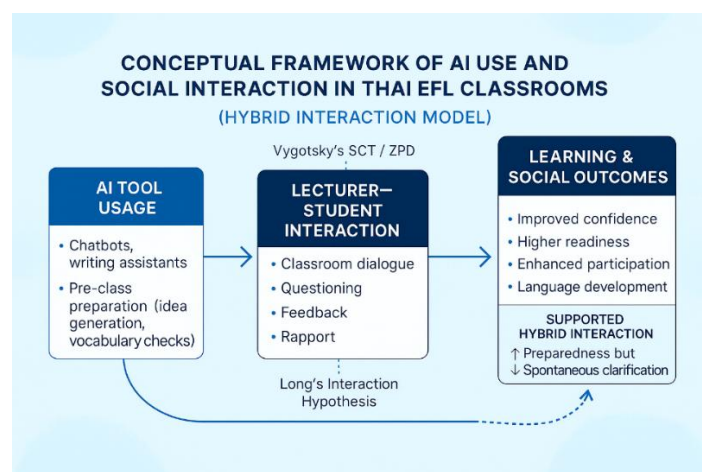 CONCEPTUAL FRAMEWORK OF AI USE AND
SOCIAL INTERACTION IN THAI EFL CLASSROOMS
(HYBRID INTERACTION MODEL)
Vygotsky's SCT / ZPD
AI TOOL
USAGE
• Chatbots,
writing assistants
• Pre-class
preparation (idea
generation,
vocabulary checks)
LECTURER—
STUDENT
INTERACTION
• Classroom dialogue
• Questioning
• Feedback
• Rapport
Long's Interaction
Hypothesis
LEARNING &
SOCIAL OUTCOMES
• Improved confidence
• Higher readiness
• Enhanced participation
• Language development
SUPPORTED
HYBRID INTERACTION
↑ Preparedness but
↓ Spontaneous clarification